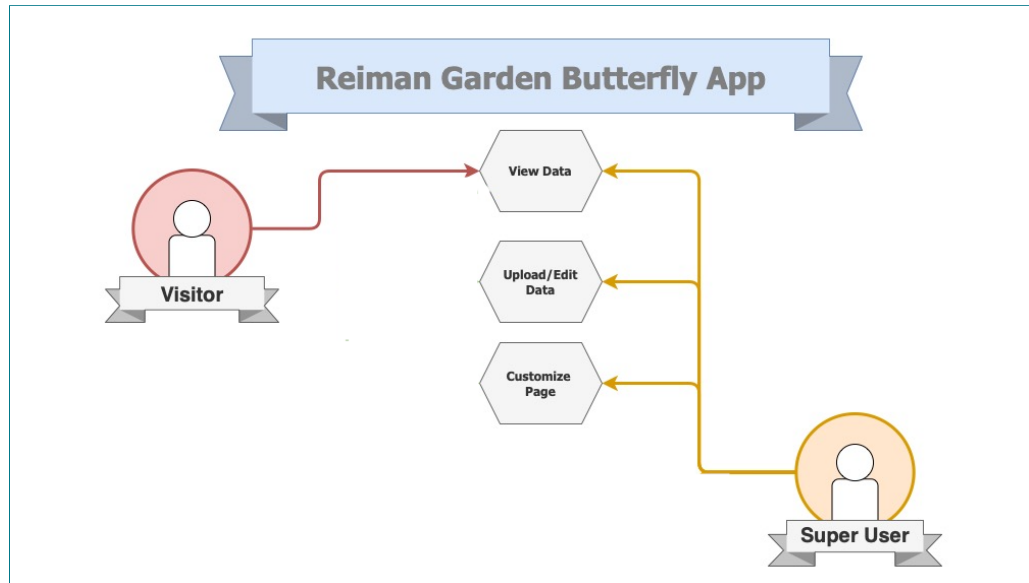 Reiman Garden Butterfly App
View Data
Visitor
Upload/Edit
Data
Customize
Page
Super User